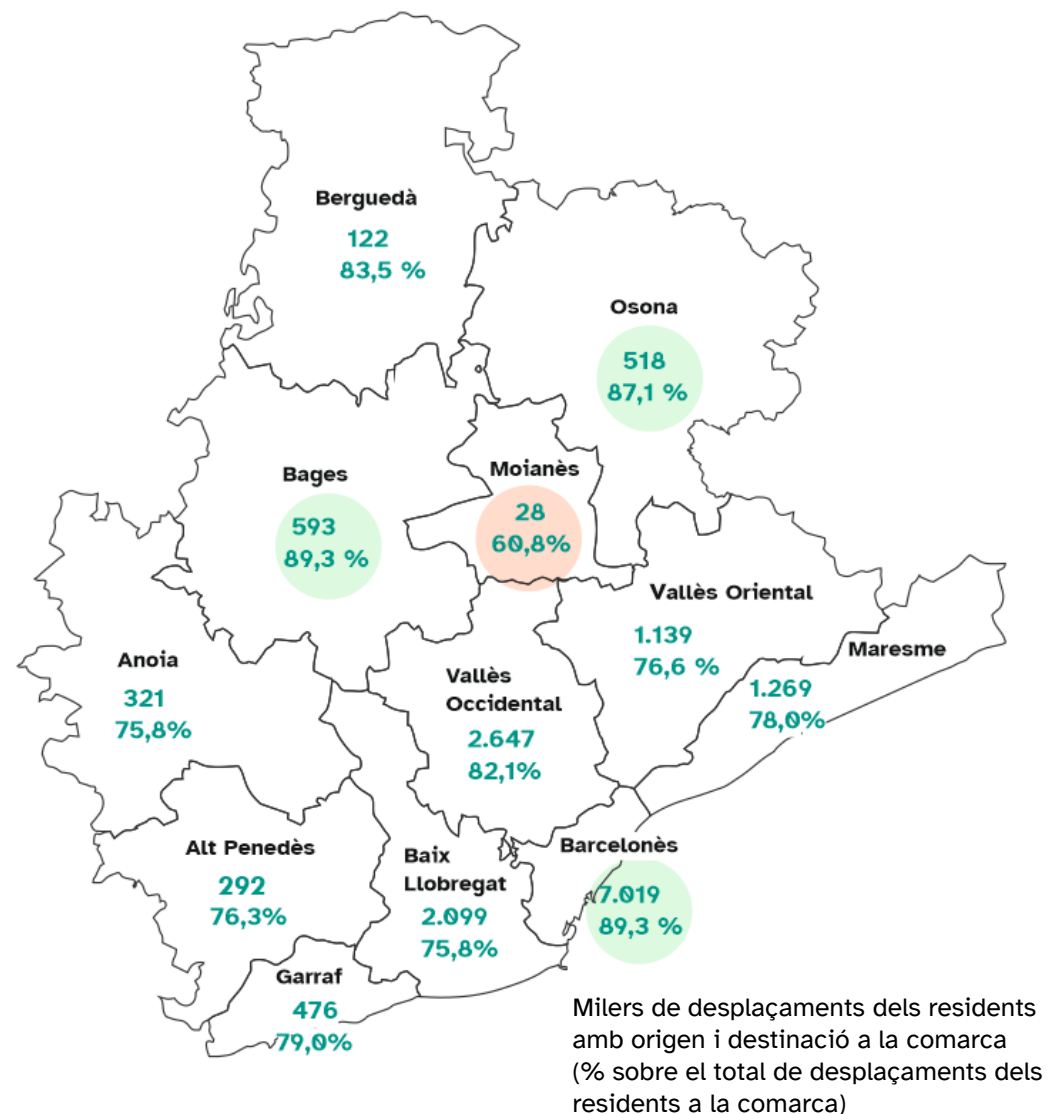 Berguedà
122
83,5 %
Osona
518
87,1 %
Bages
593
89,3 %
Moianès
28
60,8%
Vallès Oriental
1.139
76,6 %
Maresme
1.269
78,0%
Anoia
321
75,8%
Vallès
Occidental
2.647
82,1%
Alt Penedès
292
76,3%
Baix
Llobregat
2.099
75,8%
Barcelonès
7.019
89,3 %
Garraf
476
79,0%
Milers de desplaçaments dels residents
amb origen i destinació a la comarca
(% sobre el total de desplaçaments dels
residents a la comarca)